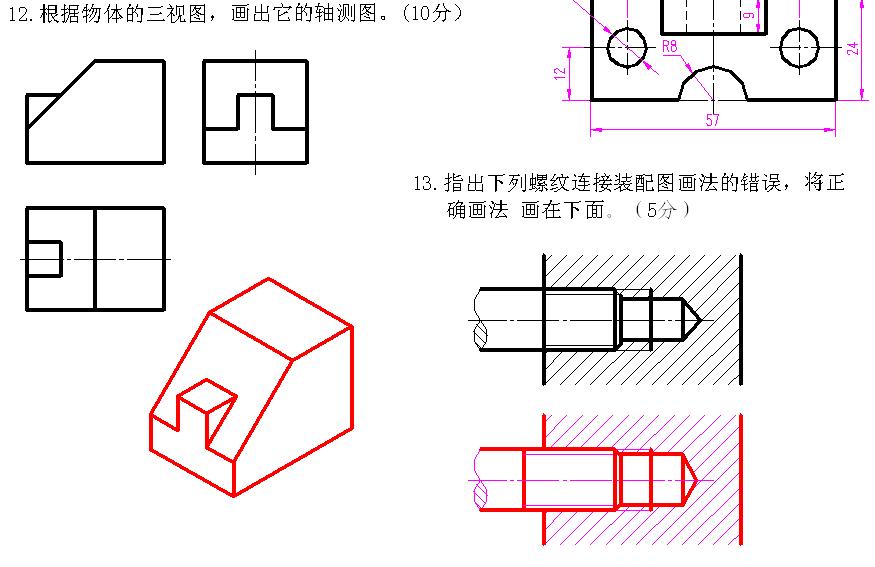 12.根据物体的三视图，画出它的轴测图。(10分)
9
R8
12
24
57
13.指出下列螺纹连接装配图画法的错误，将正
确画法 画在下面。（5分）